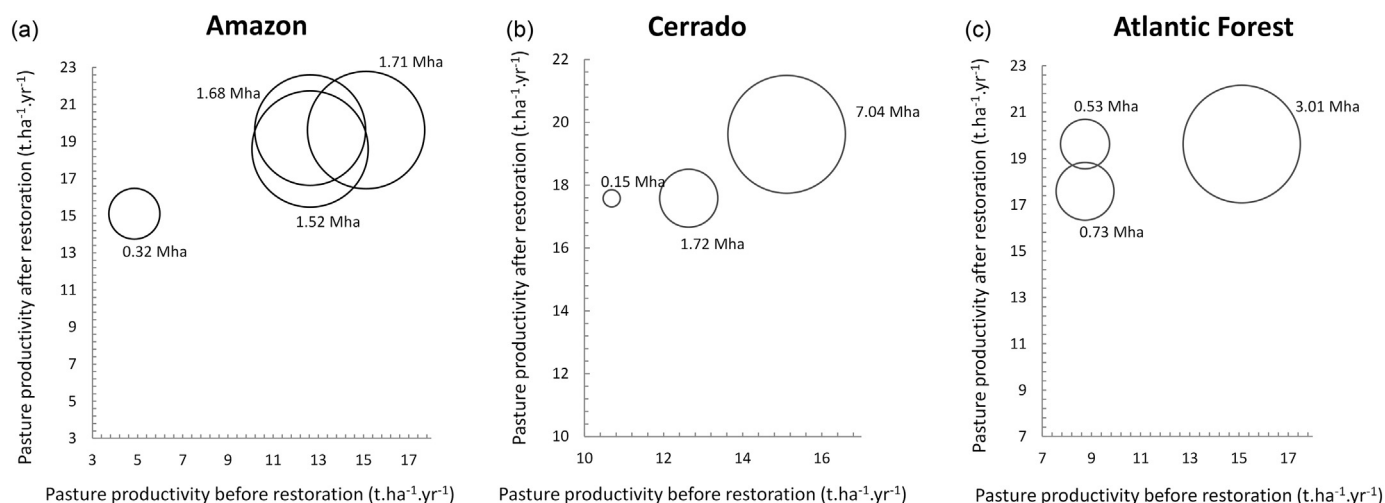 (a) Amazon
Pasture productivity after restoration (t.ha⁻¹.yr⁻¹)
23
21
19
17
15
13
11
9
7
5
3
1.71 Mha
1.68 Mha
1.52 Mha
0.32 Mha
3 5 7 9 11 13 15 17
Pasture productivity before restoration (t.ha⁻¹.yr⁻¹)
(b) Cerrado
Pasture productivity after restoration (t.ha⁻¹.yr⁻¹)
22
20
18
16
14
12
10
7.04 Mha
0.15 Mha
1.72 Mha
10 12 14 16
Pasture productivity before restoration (t.ha⁻¹.yr⁻¹)
(c) Atlantic Forest
Pasture productivity after restoration (t.ha⁻¹.yr⁻¹)
23
21
19
17
15
13
11
9
7
0.53 Mha
3.01 Mha
0.73 Mha
7 9 11 13 15 17
Pasture productivity before restoration (t.ha⁻¹.yr⁻¹)